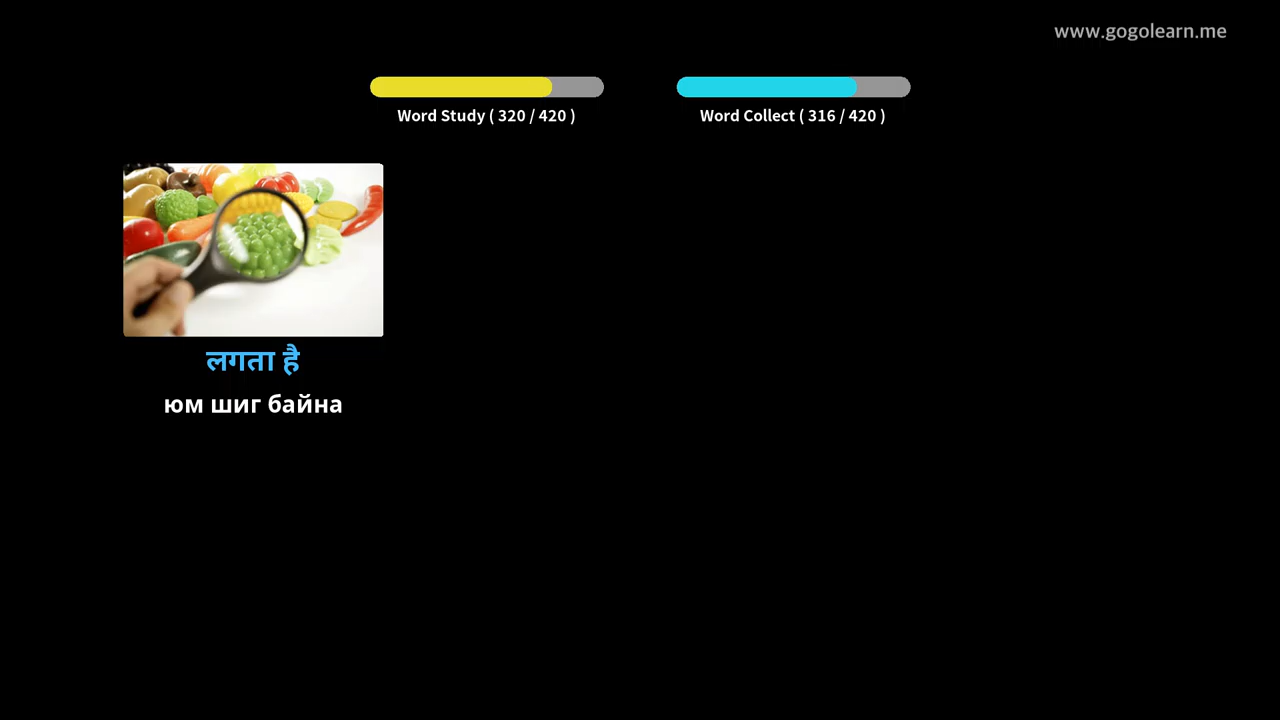 www.gogolearn.me
Word Study ( 320 / 420 )
Word Collect ( 316 / 420 )
लगता है
юм шиг байна